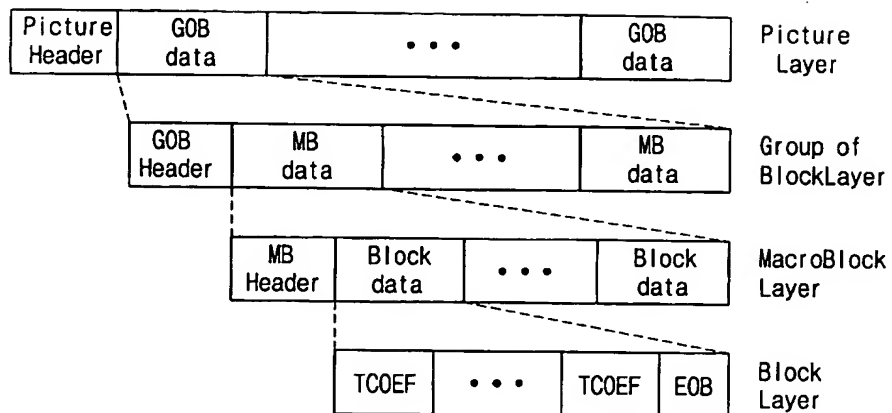 Picture Header
GOB data
• • •
GOB data
Picture Layer
GOB Header
MB data
• • •
MB data
Group of BlockLayer
MB Header
Block data
• • •
Block data
MacroBlock Layer
TCOEF
• • •
TCOEF
EOB
Block Layer